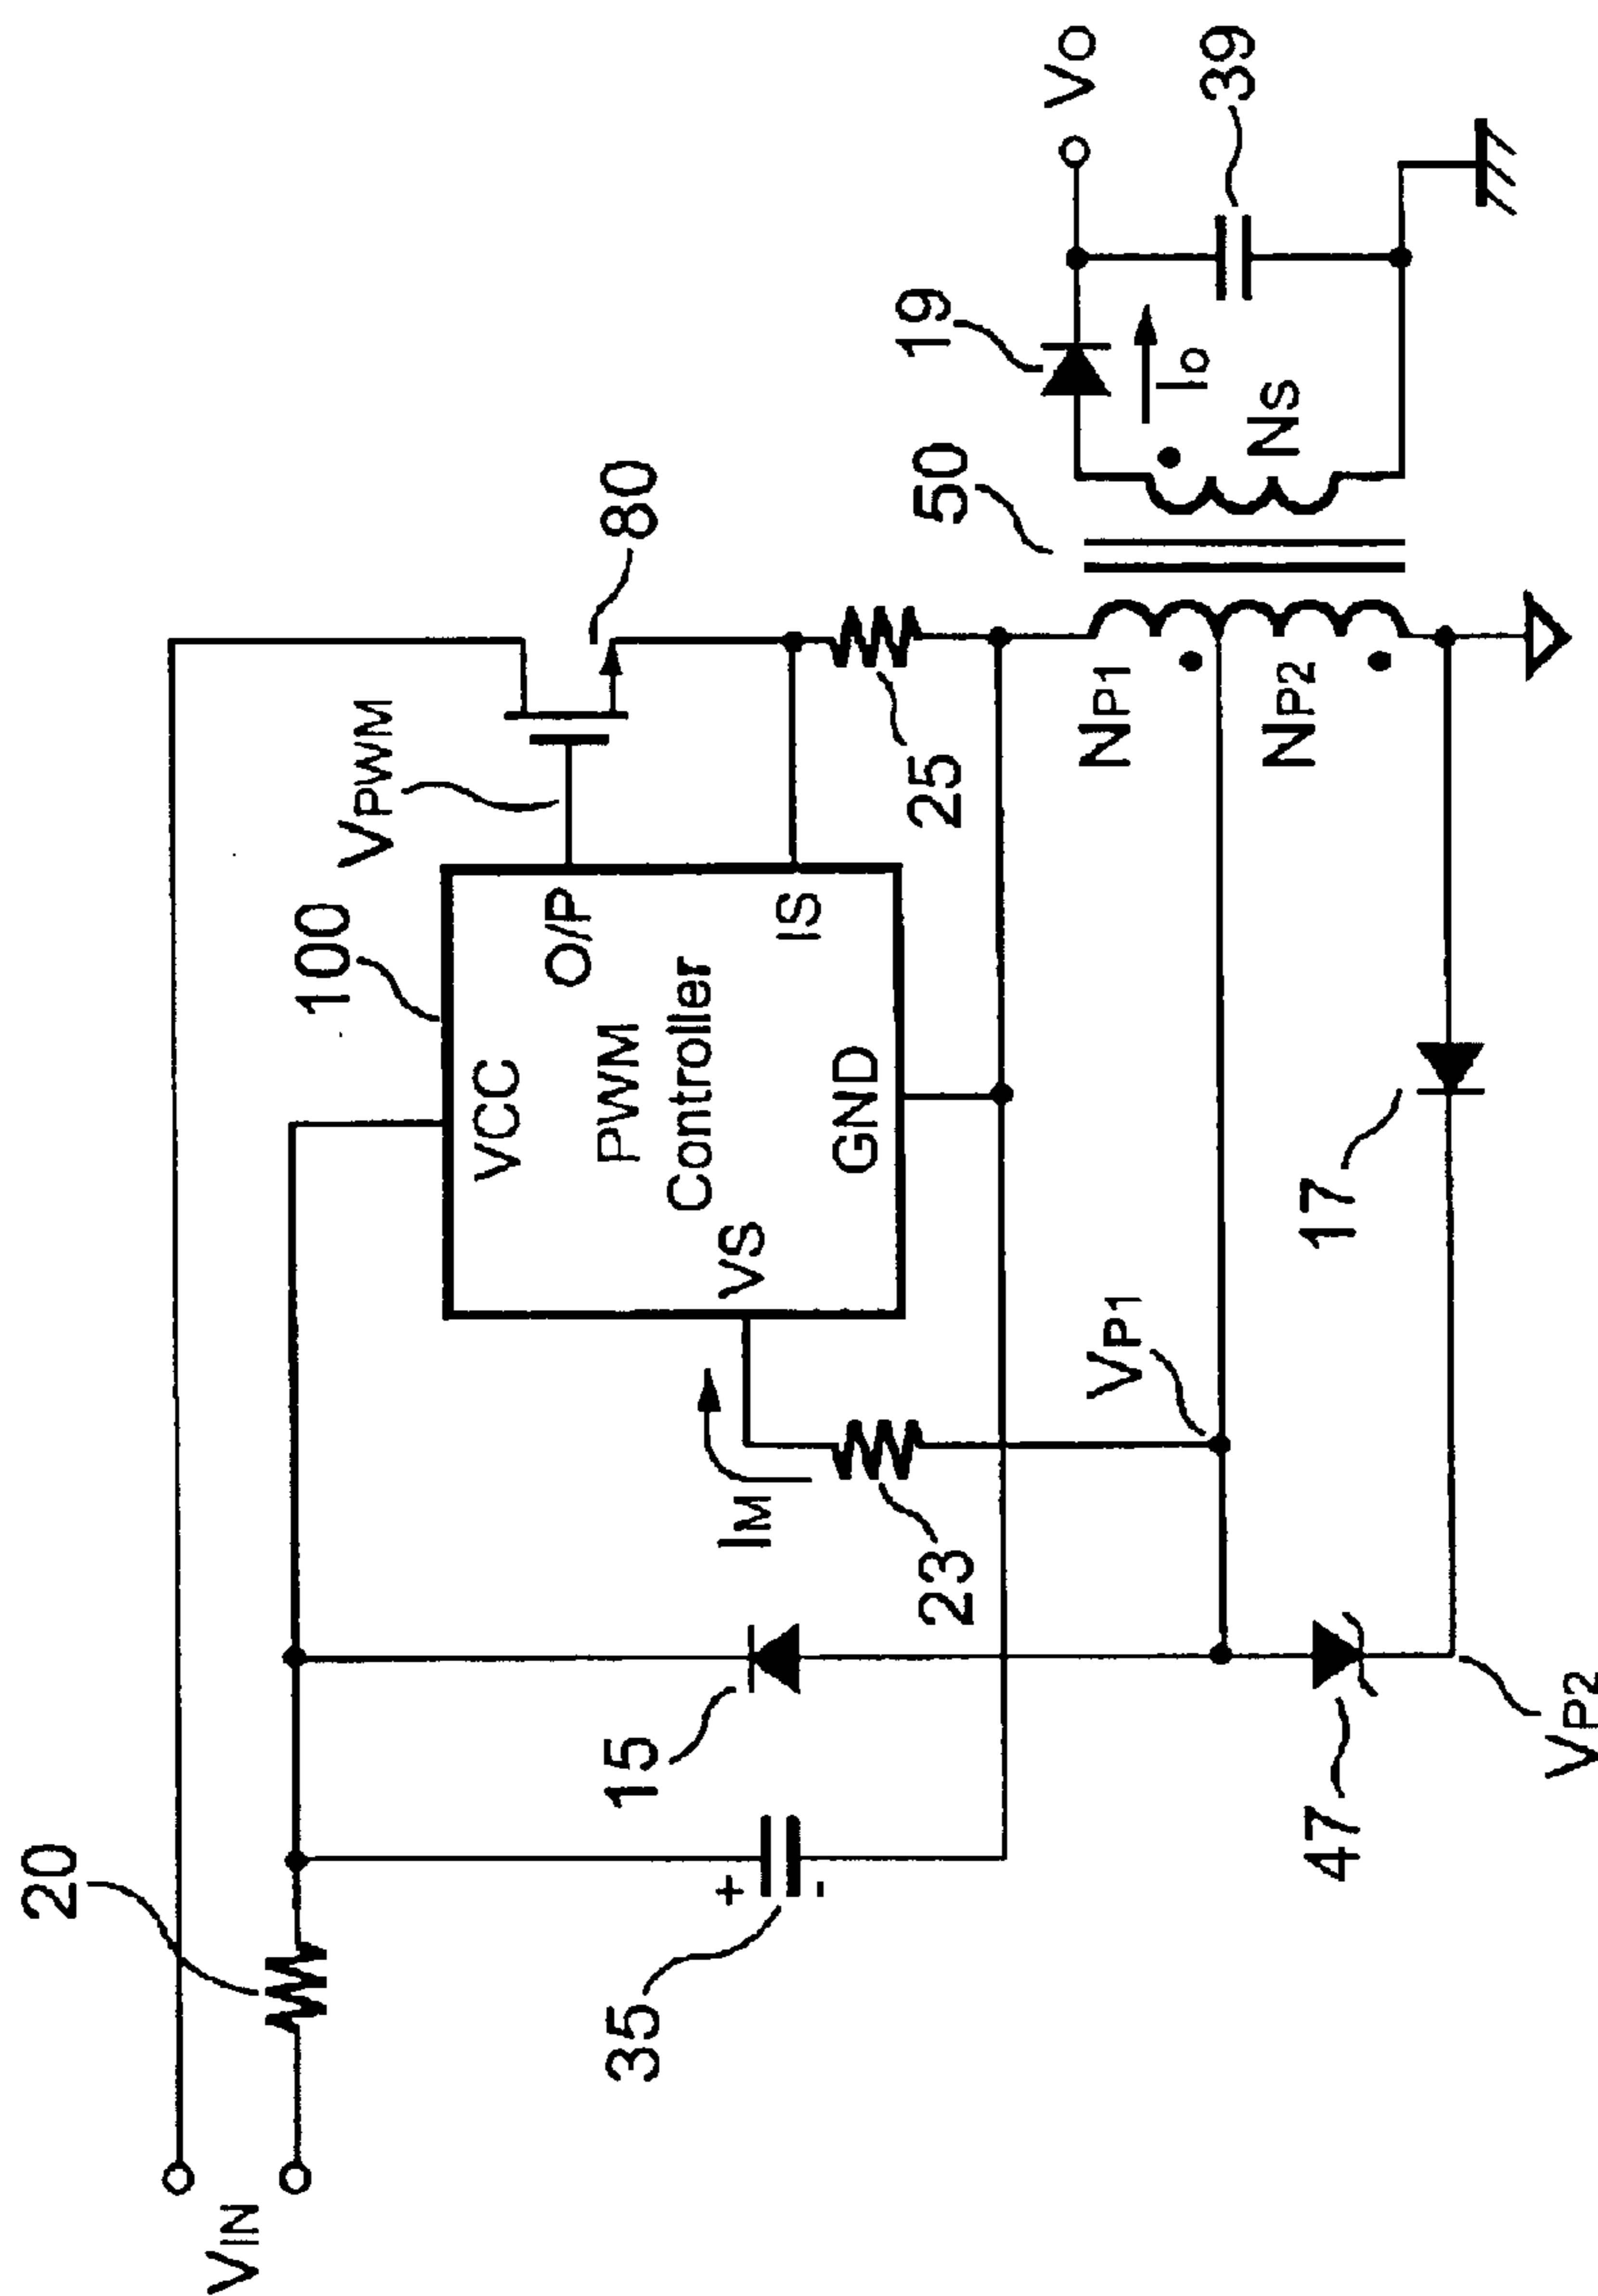 20
VIN
35
15
47
VP2
23
IM
VP1
17
100
VCC
VS
PWM
Controller
O/P
IS
GND
VPWM
80
25
NP1
NP2
50
NS
19
IO
VO
39
+
-